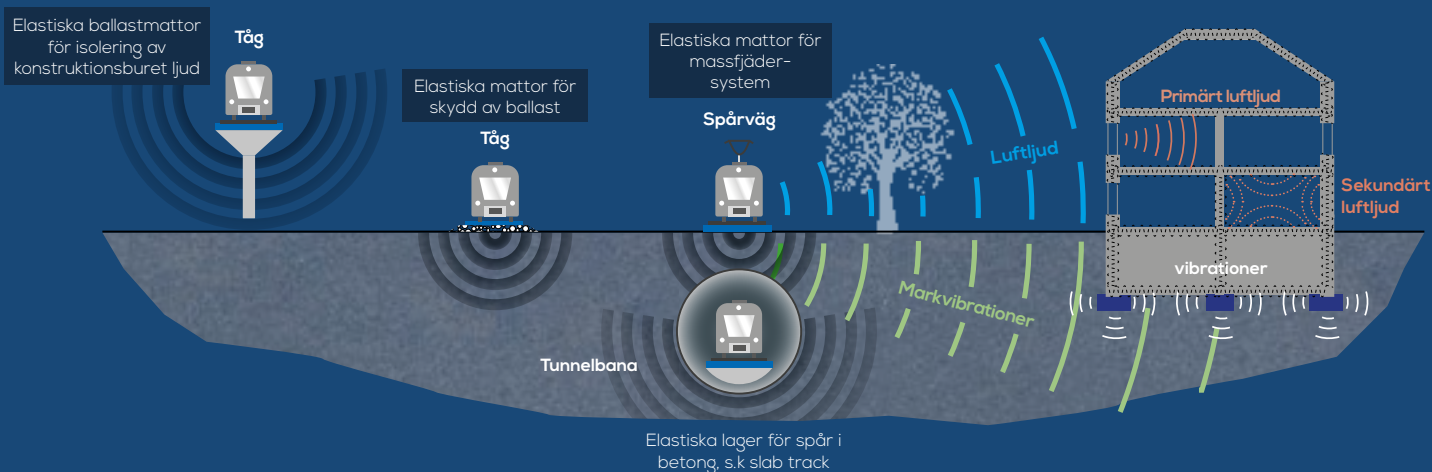 Elastiska ballastmattor
för isolering av
konstruktionsburet ljud
Tåg
Elastiska mattor för
skydd av ballast
Tåg
Elastiska mattor för
massfjäder-
system
Spårväg
Luftljud
Primärt luftljud
Sekundärt
luftljud
vibrationer
Markvibrationer
Tunnelbana
Elastiska lager för spår i
betong, s.k slab track